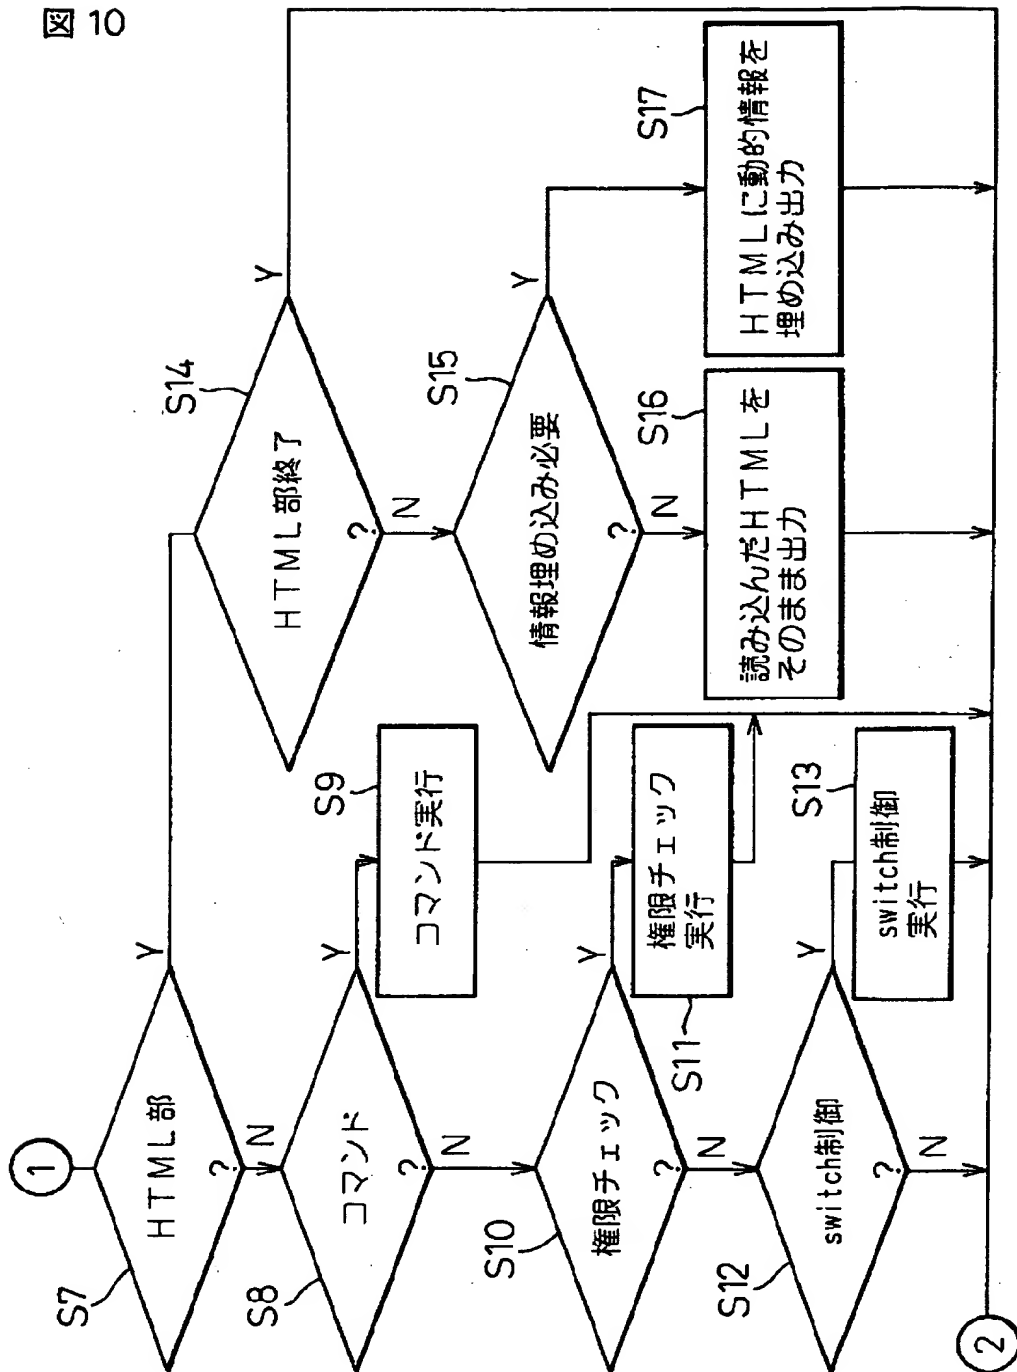 図 10
1
S7
HTML部
?
Y
N
S8
コマンド
?
Y
N
S9
コマンド実行
S10
権限チェック
?
Y
N
S11
権限チェック
実行
S12
switch制御
?
Y
N
S13
switch制御
実行
S14
HTML部終了
?
Y
N
S15
情報埋め込み必要
?
Y
N
S16
読み込んだHTMLを
そのまま出力
S17
HTMLに動的情報を
埋め込み出力
2